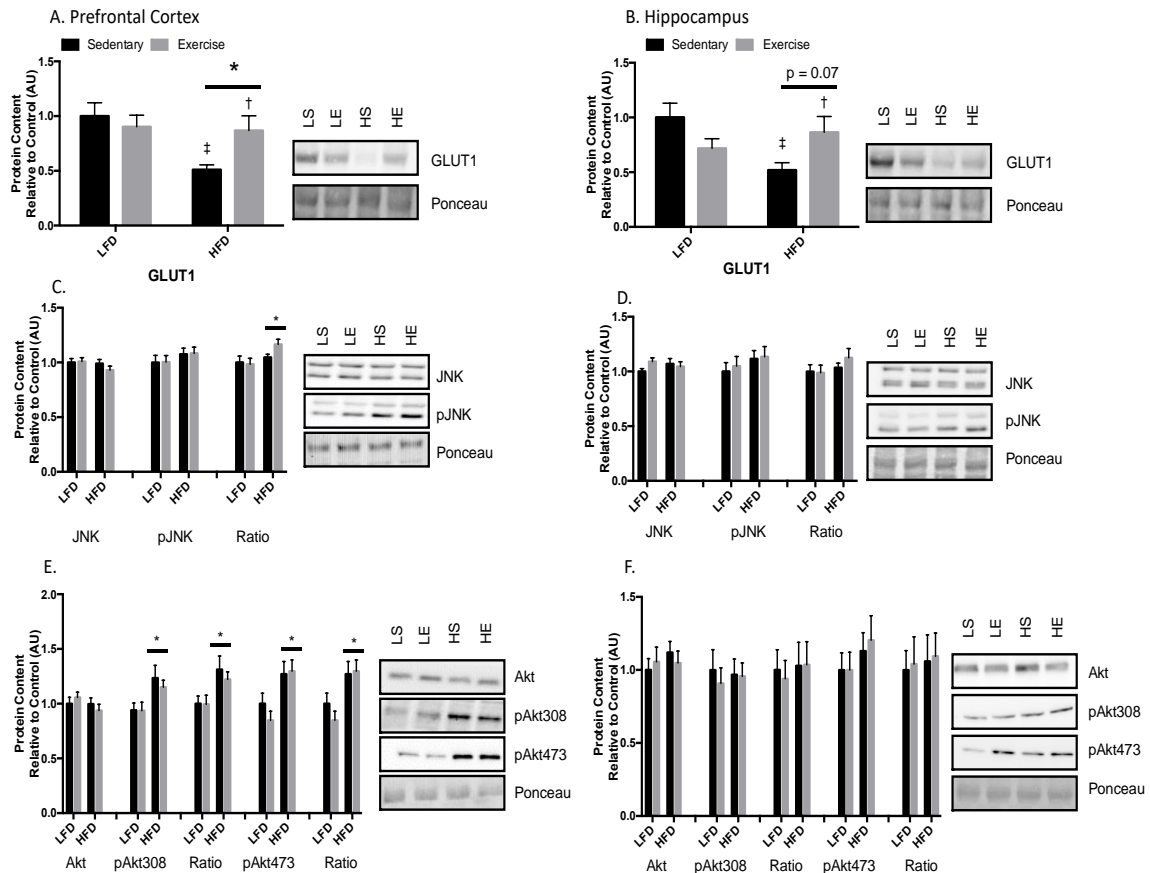 A. Prefrontal Cortex
Sedentary Exercise
Protein Content
Relative to Control (AU)
1.5
1.0
0.5
0.0
*
†
‡
LFD
HFD
GLUT1
LS LE HS HE
GLUT1
Ponceau
B. Hippocampus
Sedentary Exercise
Protein Content
Relative to Control (AU)
1.5
1.0
0.5
0.0
p = 0.07
†
‡
LFD
HFD
GLUT1
LS LE HS HE
GLUT1
Ponceau
C.
Protein Content
Relative to Control (AU)
1.5
1.0
0.5
0.0
*
LFD HFD LFD HFD LFD HFD
JNK pJNK Ratio
LS LE HS HE
JNK
pJNK
Ponceau
D.
Protein Content
Relative to Control (AU)
1.5
1.0
0.5
0.0
LFD HFD LFD HFD LFD HFD
JNK pJNK Ratio
LS LE HS HE
JNK
pJNK
Ponceau
E.
Protein Content
Relative to Control (AU)
2.0
1.5
1.0
0.5
0.0
* * * *
LFD HFD LFD HFD LFD HFD LFD HFD LFD HFD
Akt pAkt308 Ratio pAkt473 Ratio
LS LE HS HE
Akt
pAkt308
pAkt473
Ponceau
F.
Protein Content
Relative to Control (AU)
1.5
1.0
0.5
0.0
LFD HFD LFD HFD LFD HFD LFD HFD LFD HFD
Akt pAkt308 Ratio pAkt473 Ratio
LS LE HS HE
Akt
pAkt308
pAkt473
Ponceau